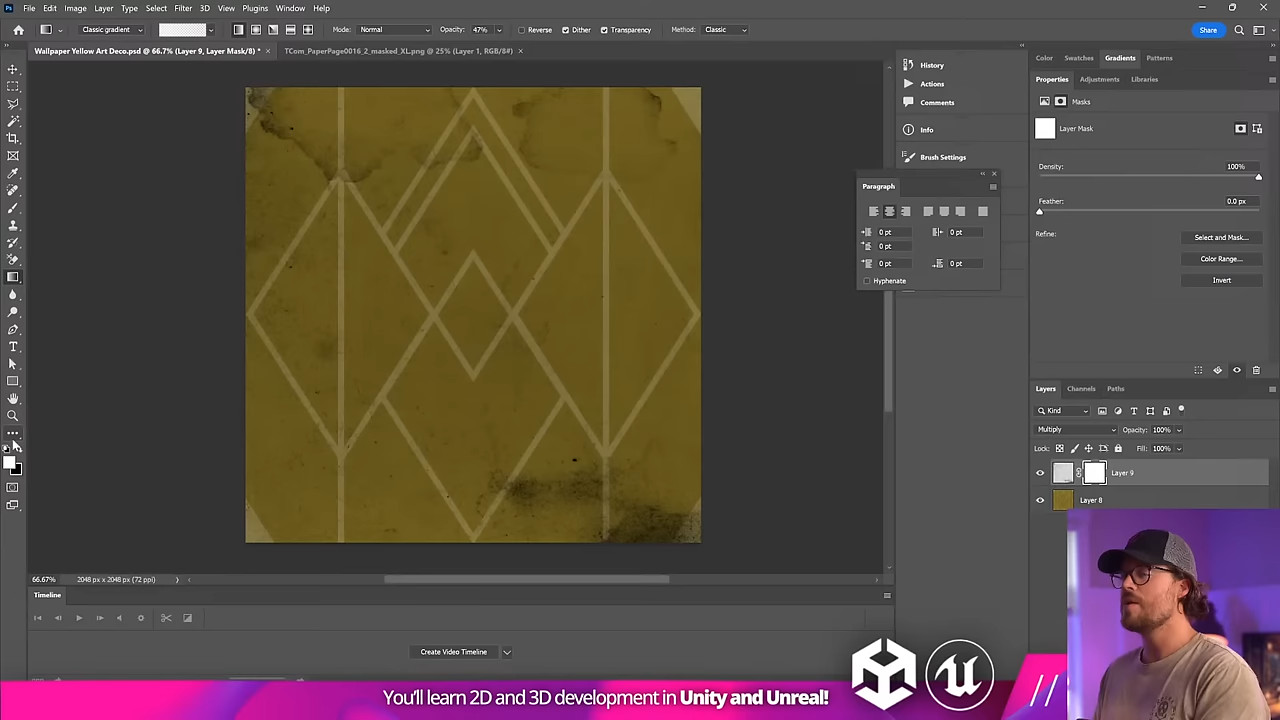 File Edit Image Layer Type Select Filter 3D View Plugins Window Help
Classic gradient Mode: Normal Opacity: 47% Reverse Dither Transparency Method: Classic Share
Wallpaper Yellow Art Deco.psd @ 66.7% (Layer 9, Layer Mask/8) * × TCom_PaperPage0016_2_masked_XL.png @ 25% (Layer 1, RGB/8#) ×
History
Actions
Comments
Info
Brush Settings
Paragraph
0 pt 0 pt
0 pt
0 pt 0 pt
Hyphenate
Color Swatches Gradients Patterns
Properties Adjustments Libraries
Masks
Layer Mask
Density: 100%
Feather: 0.0 px
Refine:
Select and Mask...
Color Range...
Invert
Layers Channels Paths
Kind
Multiply Opacity: 100%
Lock: Fill: 100%
Layer 9
Layer 8
66.67% 2048 px x 2048 px (72 ppi)
Timeline
Create Video Timeline
You'll learn 2D and 3D development in Unity and Unreal!
//